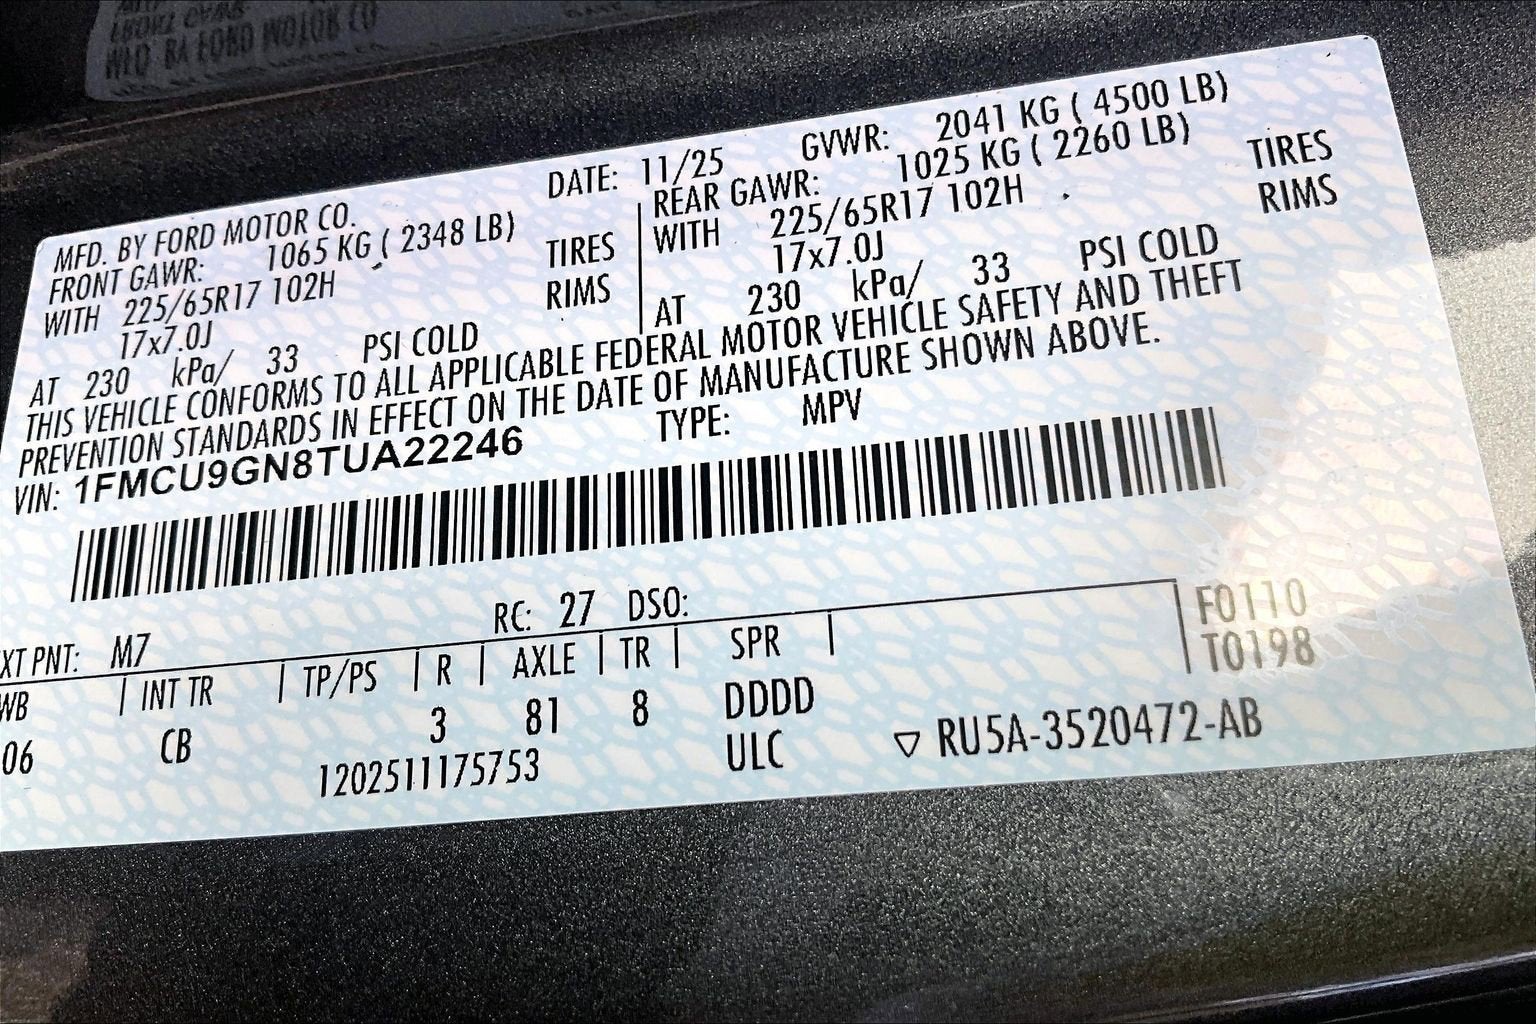 MFD. BY FORD MOTOR CO. DATE: 11/25 GVWR: 2041 KG ( 4500 LB)
FRONT GAWR: 1065 KG ( 2348 LB) REAR GAWR: 1025 KG ( 2260 LB)
WITH 225/65R17 102H TIRES WITH 225/65R17 102H TIRES
17x7.0J RIMS 17x7.0J RIMS
AT 230 kPa/ 33 PSI COLD AT 230 kPa/ 33 PSI COLD
THIS VEHICLE CONFORMS TO ALL APPLICABLE FEDERAL MOTOR VEHICLE SAFETY AND THEFT
PREVENTION STANDARDS IN EFFECT ON THE DATE OF MANUFACTURE SHOWN ABOVE.
VIN: 1FMCU9GN8TUA22246 TYPE: MPV
XT PNT: M7 RC: 27 DSO: F0110
WB INT TR TP/PS R AXLE TR SPR T0198
06 CB 3 81 8 DDDD
1202511175753 ULC ▽ RU5A-3520472-AB